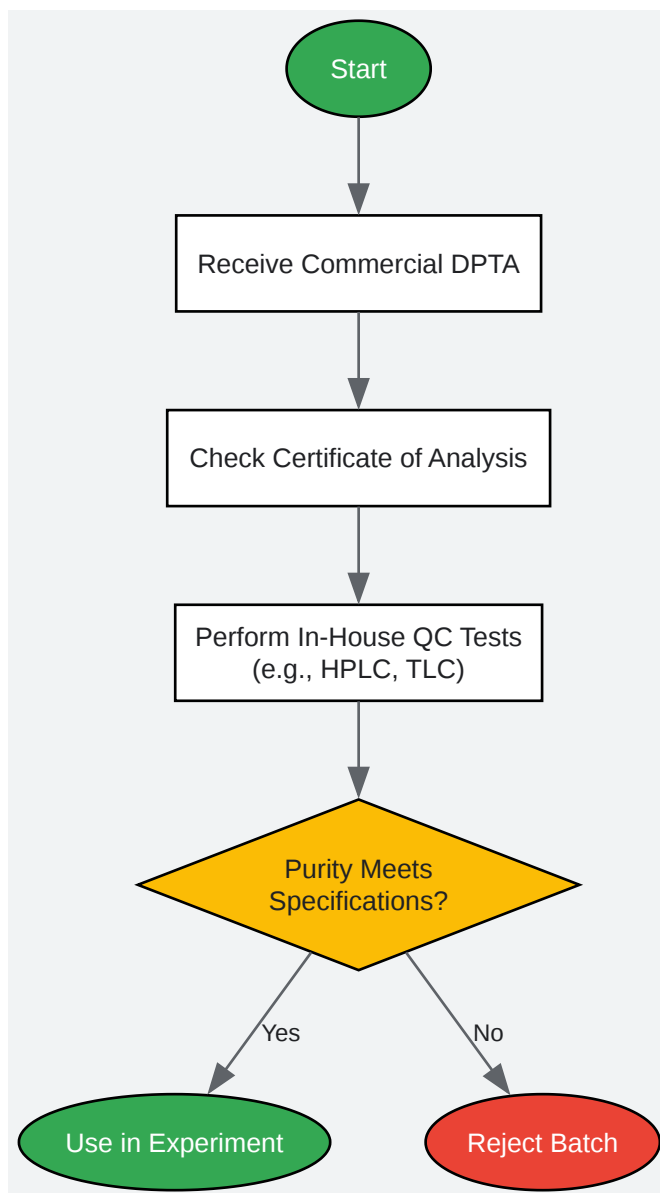 Start
Receive Commercial DPTA
Check Certificate of Analysis
Perform In-House QC Tests
(e.g., HPLC, TLC)
Purity Meets
Specifications?
Yes
No
Use in Experiment
Reject Batch